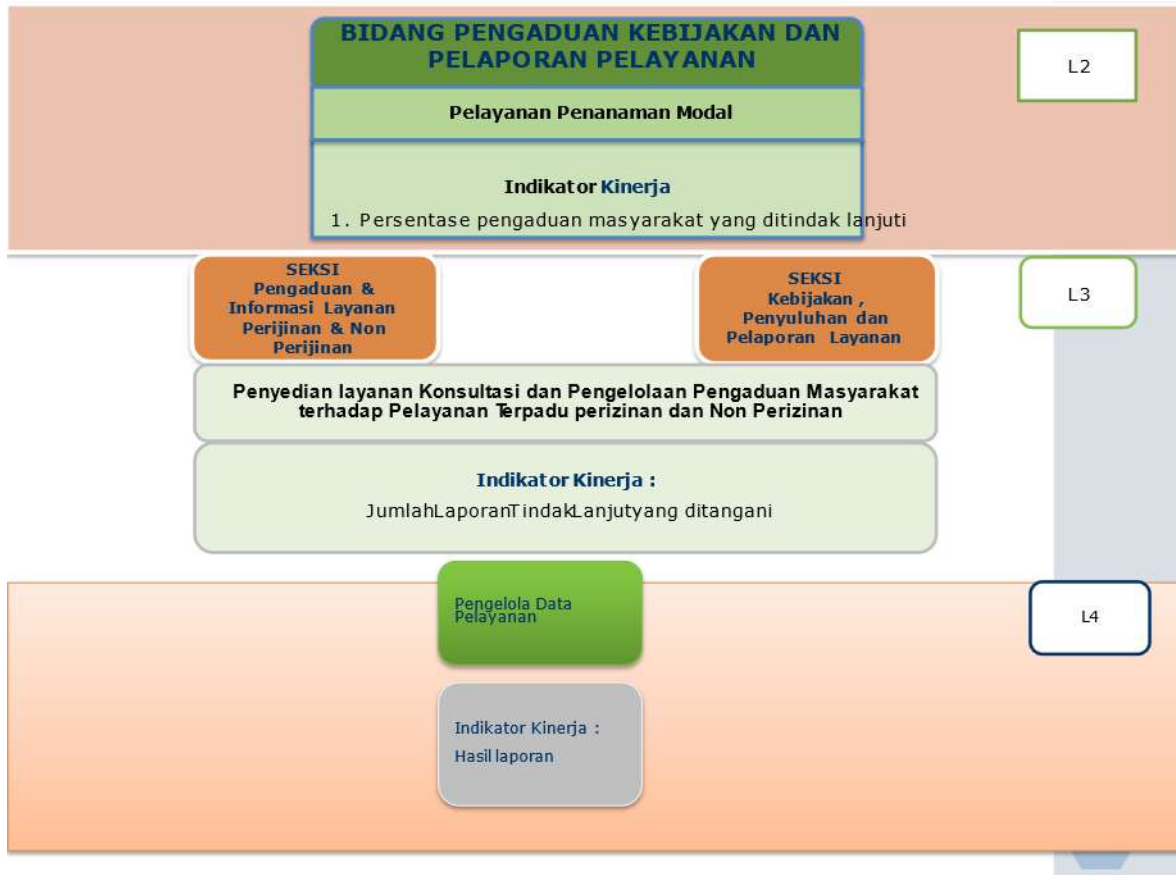 BIDANG PENGADUAN KEBIJAKAN DAN
PELAPORAN PELAYANAN
L2
Pelayanan Penanaman Modal
Indikator Kinerja
1. Persentase pengaduan masyarakat yang ditindak lanjuti
SEKSI
Pengaduan &
Informasi Layanan
Perijinan & Non
Perijinan
SEKSI
Kebijakan ,
Penyuluhan dan
Pelaporan Layanan
L3
Penyedian layanan Konsultasi dan Pengelolaan Pengaduan Masyarakat
terhadap Pelayanan Terpadu perizinan dan Non Perizinan
Indikator Kinerja :
JumlahLaporanTindakLanjutyang ditangani
Pengelola Data
Pelayanan
L4
Indikator Kinerja :
Hasil laporan